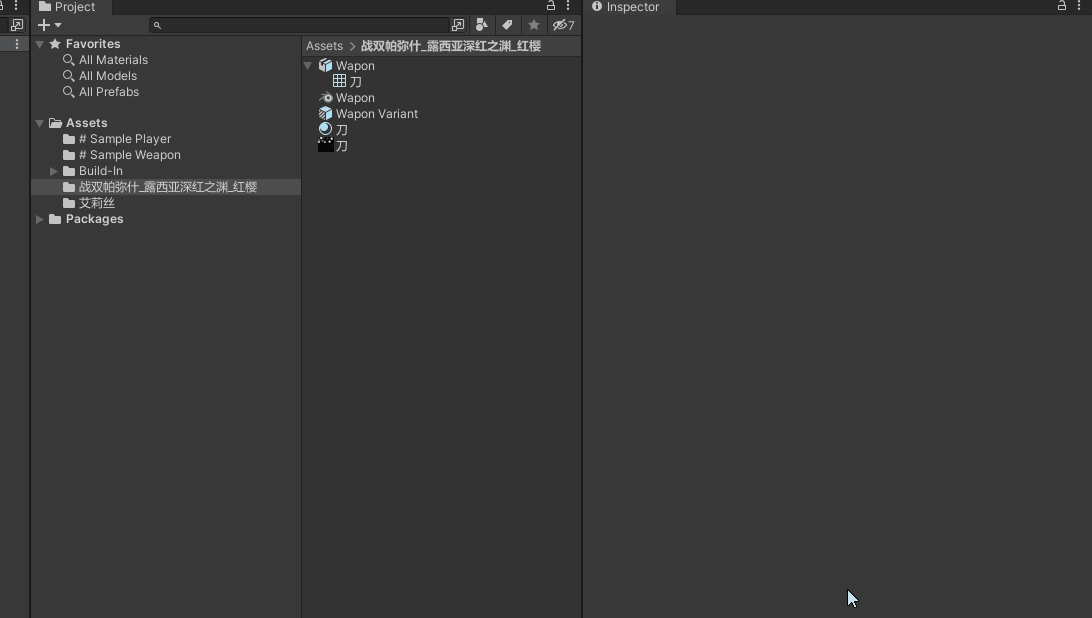 Project
Inspector
7
Favorites
All Materials
All Models
All Prefabs
Assets
# Sample Player
# Sample Weapon
Build-In
战双帕弥什_露西亚深红之渊_红樱
艾莉丝
Packages
Assets > 战双帕弥什_露西亚深红之渊_红樱
Wapon
刀
Wapon
Wapon Variant
刀
刀